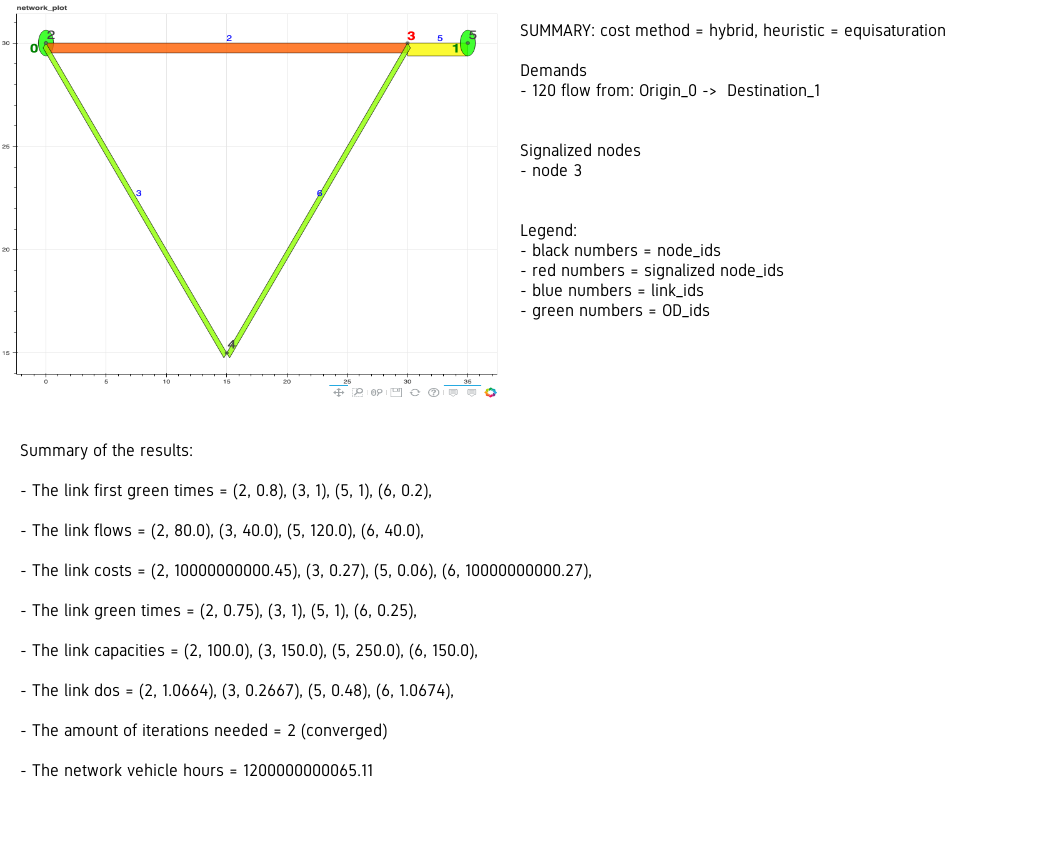 network_plot
2
0
2
3
5
5
1
30
25
20
15
3
6
4
0
5
10
15
20
25
30
35
SUMMARY: cost method = hybrid, heuristic = equisaturation
Demands
- 120 flow from: Origin_0 -> Destination_1
Signalized nodes
- node 3
Legend:
- black numbers = node_ids
- red numbers = signalized node_ids
- blue numbers = link_ids
- green numbers = OD_ids
Summary of the results:
- The link first green times = (2, 0.8), (3, 1), (5, 1), (6, 0.2),
- The link flows = (2, 80.0), (3, 40.0), (5, 120.0), (6, 40.0),
- The link costs = (2, 10000000000.45), (3, 0.27), (5, 0.06), (6, 10000000000.27),
- The link green times = (2, 0.75), (3, 1), (5, 1), (6, 0.25),
- The link capacities = (2, 100.0), (3, 150.0), (5, 250.0), (6, 150.0),
- The link dos = (2, 1.0664), (3, 0.2667), (5, 0.48), (6, 1.0674),
- The amount of iterations needed = 2 (converged)
- The network vehicle hours = 1200000000065.11